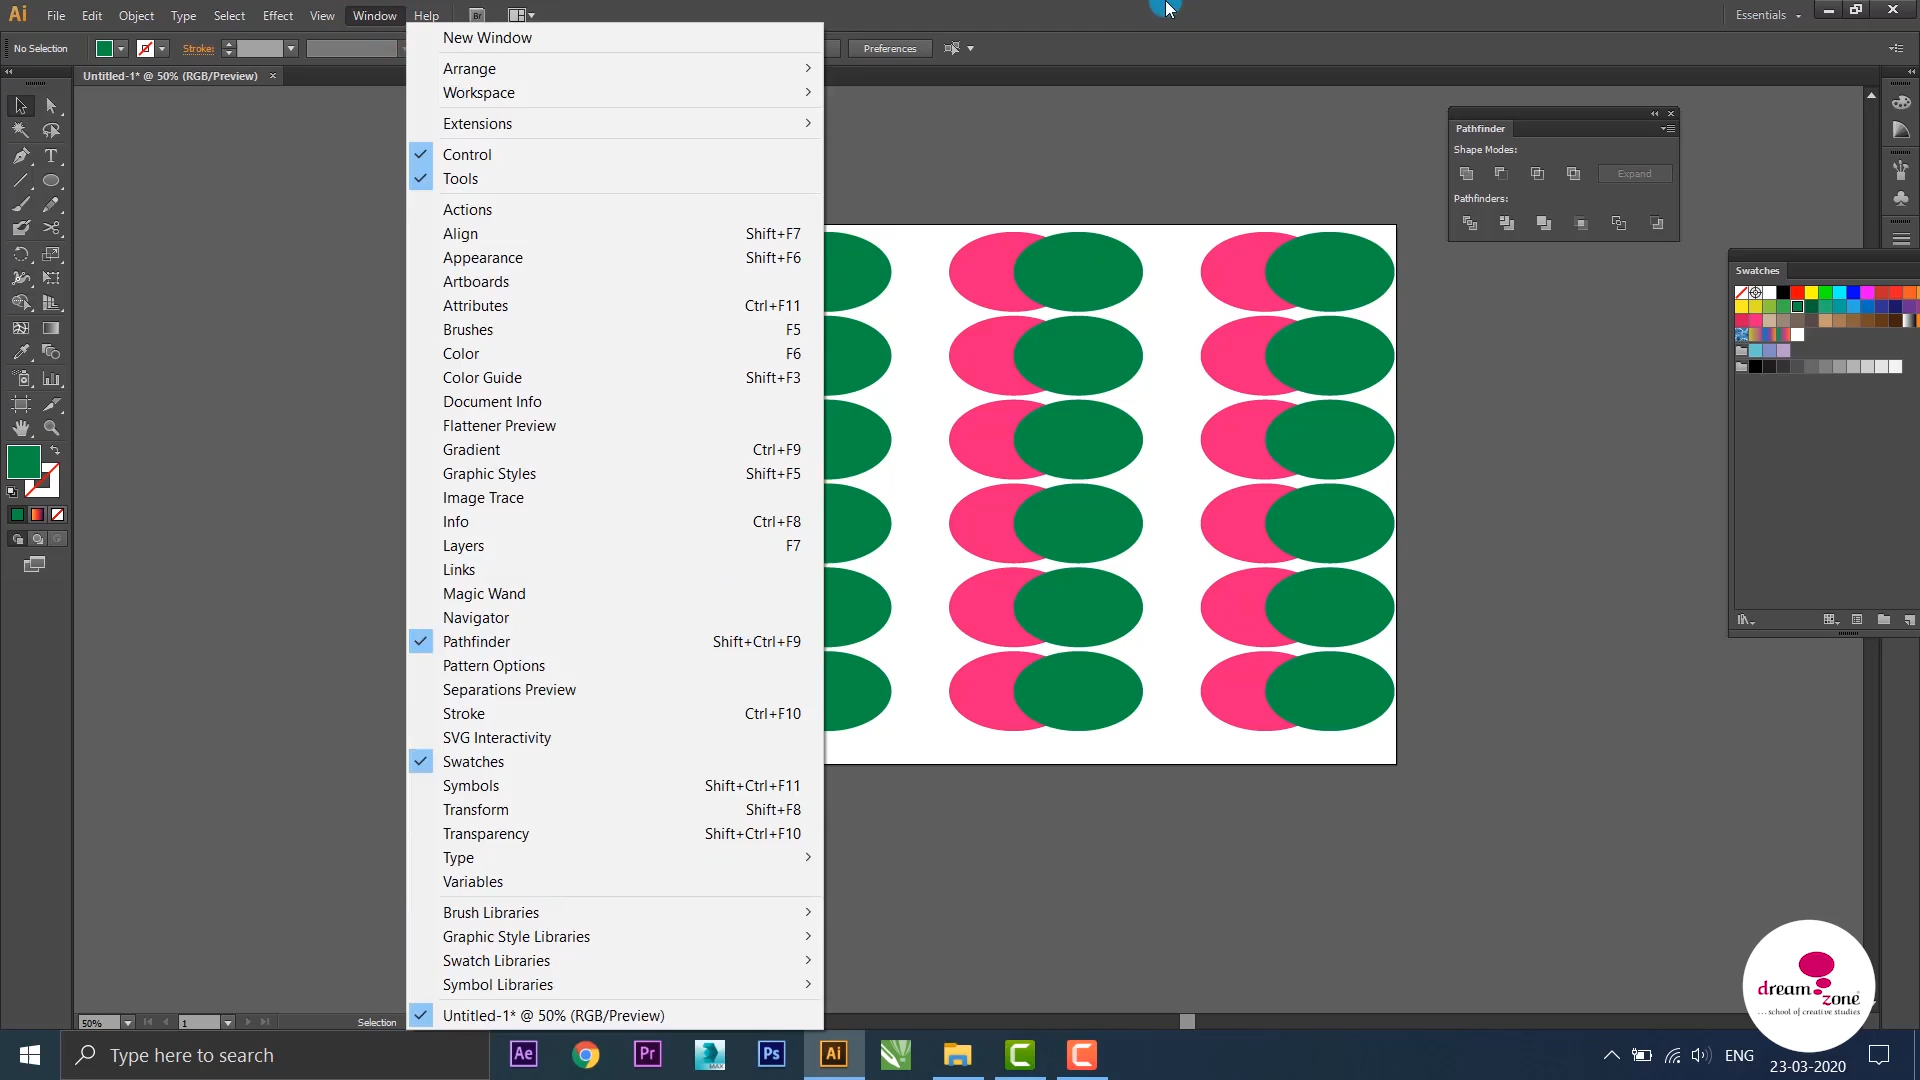 Ai File Edit Object Type Select Effect View Window Help Br Essentials
No Selection Stroke: Preferences
Untitled-1* @ 50% (RGB/Preview)
New Window
Arrange
Workspace
Extensions
Control
Tools
Actions
Align Shift+F7
Appearance Shift+F6
Artboards
Attributes Ctrl+F11
Brushes F5
Color F6
Color Guide Shift+F3
Document Info
Flattener Preview
Gradient Ctrl+F9
Graphic Styles Shift+F5
Image Trace
Info Ctrl+F8
Layers F7
Links
Magic Wand
Navigator
Pathfinder Shift+Ctrl+F9
Pattern Options
Separations Preview
Stroke Ctrl+F10
SVG Interactivity
Swatches
Symbols Shift+Ctrl+F11
Transform Shift+F8
Transparency Shift+Ctrl+F10
Type
Variables
Brush Libraries
Graphic Style Libraries
Swatch Libraries
Symbol Libraries
Untitled-1* @ 50% (RGB/Preview)
Pathfinder
Shape Modes:
Expand
Pathfinders:
Swatches
50% 1 Selection
dream zone
...school of creative studies
Type here to search Ae Pr MAX Ps Ai ENG
23-03-2020